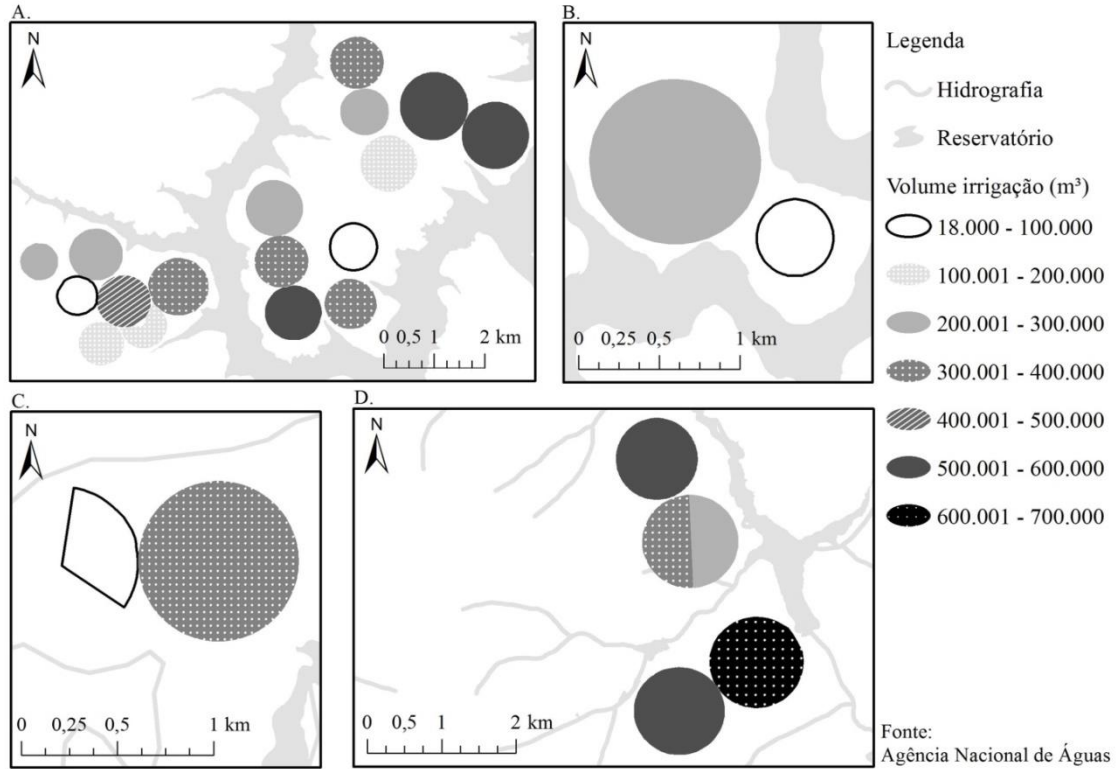 A.
N
0 0,5 1 2 km
B.
N
0 0,25 0,5 1 km
C.
N
0 0,25 0,5 1 km
D.
N
0 0,5 1 2 km
Legenda
Hidrografia
Reservatório
Volume irrigação (m³)
18.000 - 100.000
100.001 - 200.000
200.001 - 300.000
300.001 - 400.000
400.001 - 500.000
500.001 - 600.000
600.001 - 700.000
Fonte:
Agência Nacional de Águas